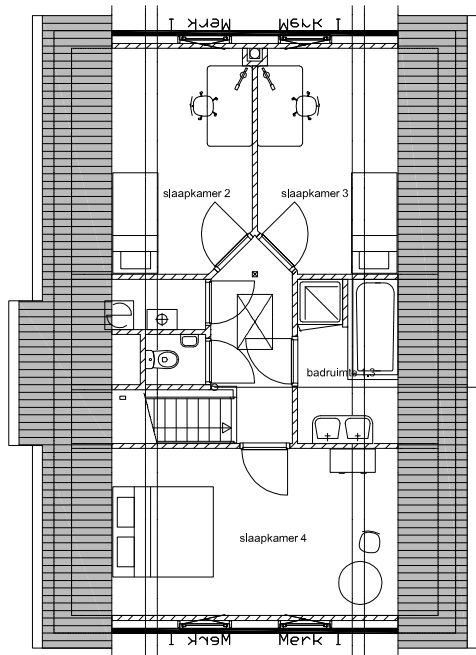 I Merk
Merk I
slaapkamer 2
slaapkamer 3
badruimte 1.3
slaapkamer 4
I Merk
Merk I